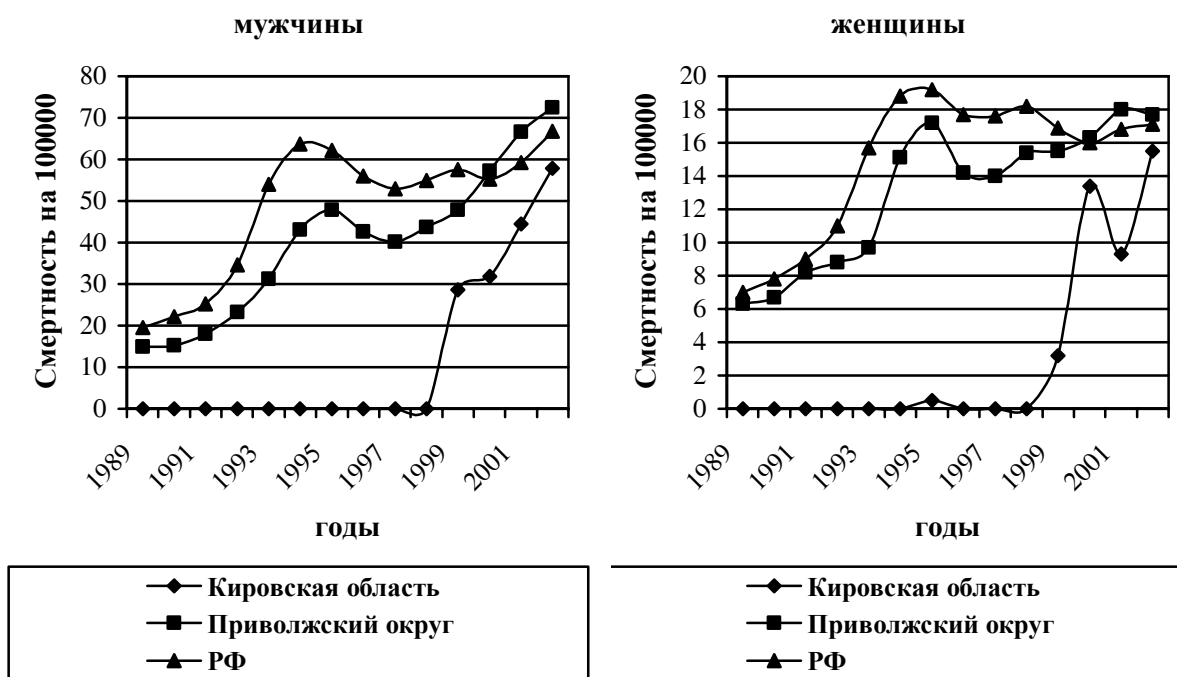 мужчины
Смертность на 100000
80
70
60
50
40
30
20
10
0
1989
1991
1993
1995
1997
1999
2001
годы
Кировская область
Приволжский округ
РФ
женщины
Смертность на 100000
20
18
16
14
12
10
8
6
4
2
0
1989
1991
1993
1995
1997
1999
2001
годы
Кировская область
Приволжский округ
РФ